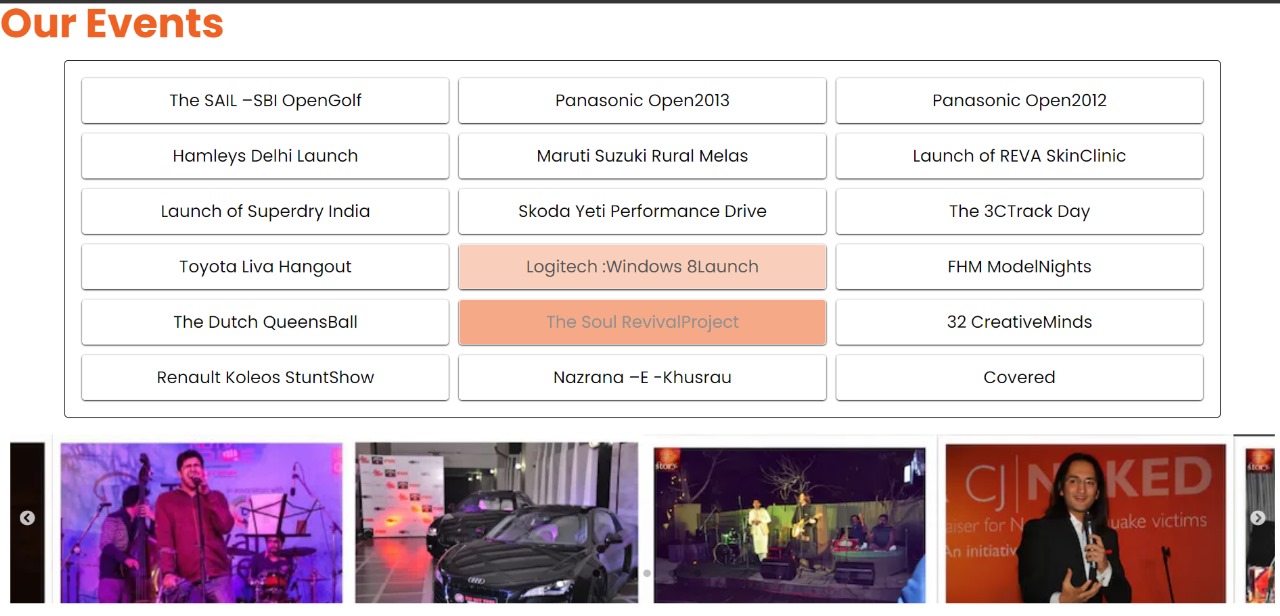 Our Events
The SAIL –SBI OpenGolf
Panasonic Open2013
Panasonic Open2012
Hamleys Delhi Launch
Maruti Suzuki Rural Melas
Launch of REVA SkinClinic
Launch of Superdry India
Skoda Yeti Performance Drive
The 3CTrack Day
Toyota Liva Hangout
Logitech :Windows 8Launch
FHM ModelNights
The Dutch QueensBall
The Soul RevivalProject
32 CreativeMinds
Renault Koleos StuntShow
Nazrana –E -Khusrau
Covered
CJ
KED
aiser for N
uake victims
An initiativ